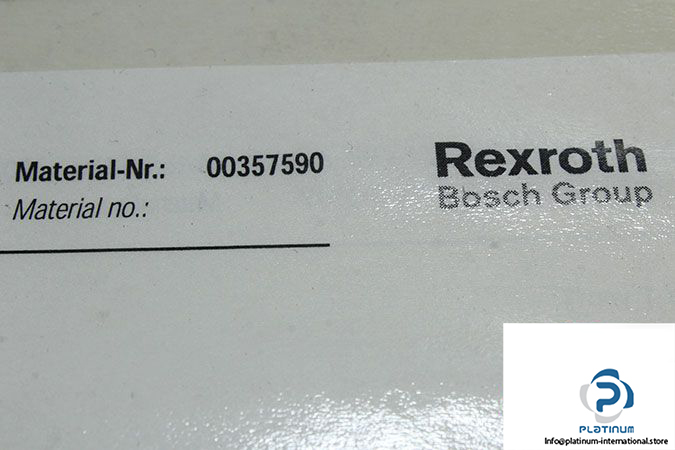 Material-Nr.: 00357590
Material no.:
Rexroth
Bosch Group
PLATINUM
Info@platinum-international.store